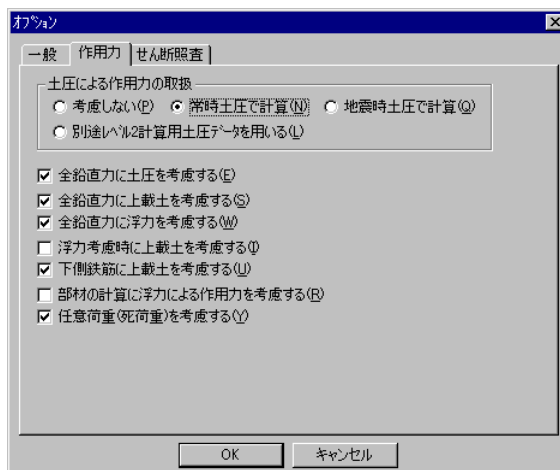 オプション
一般 作用力 せん断照査
土圧による作用力の取扱
考慮しない(P) 常時土圧で計算(N) 地震時土圧で計算(Q)
別途レベル2計算用土圧データを用いる(L)
全鉛直力に土圧を考慮する(E)
全鉛直力に上載土を考慮する(S)
全鉛直力に浮力を考慮する(W)
浮力考慮時に上載土を考慮する(I)
下側鉄筋に上載土を考慮する(U)
部材の計算に浮力による作用力を考慮する(R)
任意荷重(死荷重)を考慮する(Y)
OK キャンセル